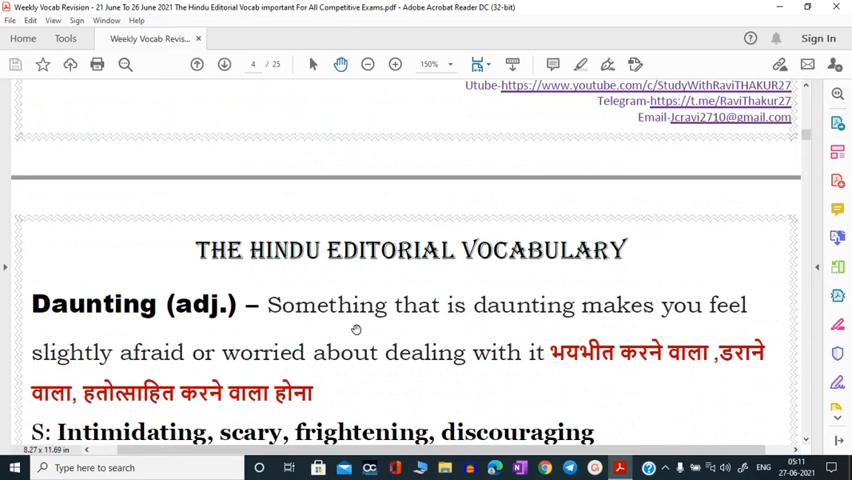 Weekly Vocab Revision - 21 June To 26 June 2021 The Hindu Editorial Vocab important For All Competitive Exams.pdf - Adobe Acrobat Reader DC (32-bit)
File Edit View Sign Window Help
Home Tools Weekly Vocab Revis... × Sign In
4 / 25 150%
Utube-https://www.youtube.com/c/StudyWithRaviTHAKUR27
Telegram-https://t.me/RaviThakur27
Email-Jcravi2710@gmail.com
THE HINDU EDITORIAL VOCABULARY
Daunting (adj.) – Something that is daunting makes you feel
slightly afraid or worried about dealing with it भयभीत करने वाला ,डराने
वाला, हतोत्साहित करने वाला होना
S: Intimidating, scary, frightening, discouraging
8.27 x 11.69 in
Type here to search
ENG
05:11
27-06-2021